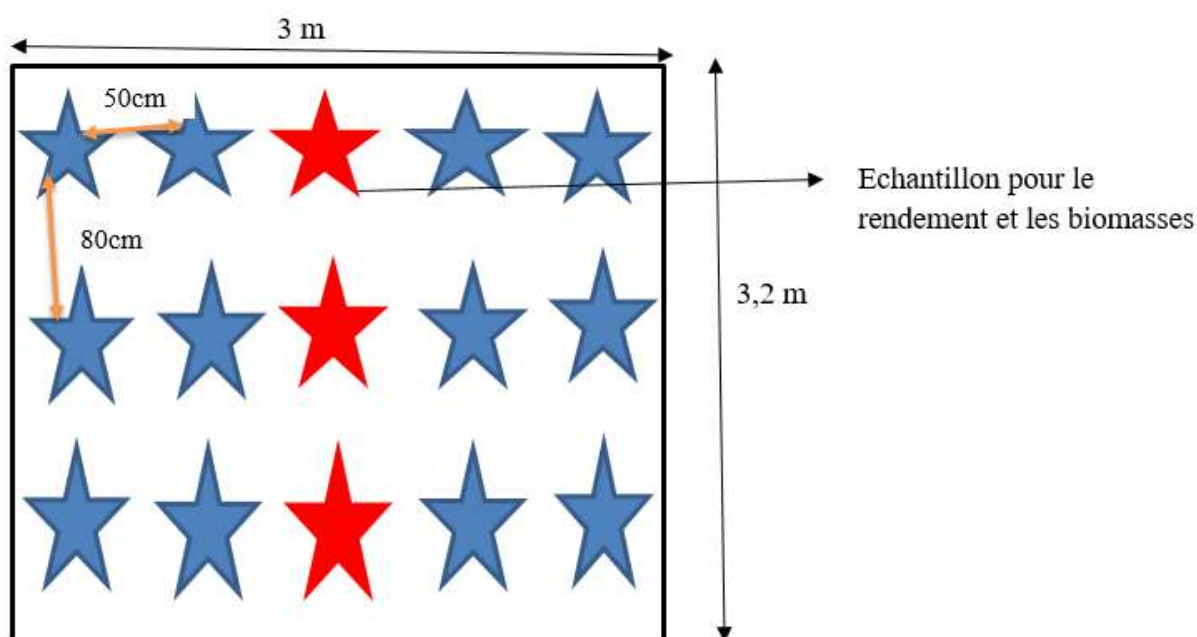 3 m
50cm
80cm
Echantillon pour le
rendement et les biomasses
3,2 m